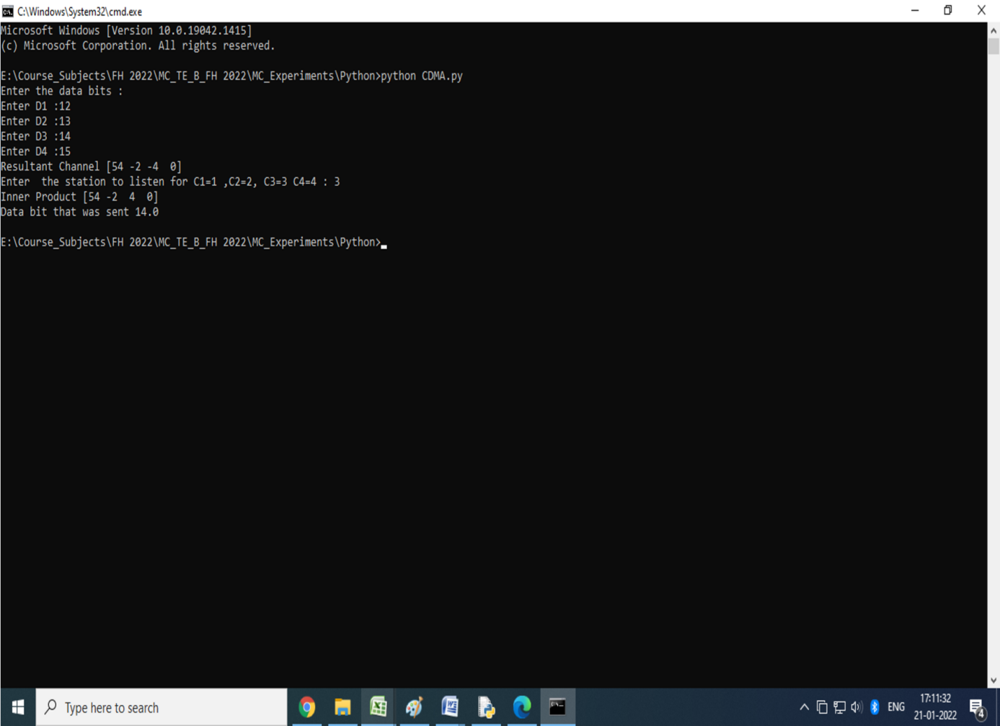 C:\Windows\System32\cmd.exe
Microsoft Windows [Version 10.0.19042.1415]
(c) Microsoft Corporation. All rights reserved.
E:\Course_Subjects\FH 2022\MC_TE_B_FH 2022\MC_Experiments\Python>python CDMA.py
Enter the data bits :
Enter D1 :12
Enter D2 :13
Enter D3 :14
Enter D4 :15
Resultant Channel [54 -2 -4  0]
Enter  the station to listen for C1=1 ,C2=2, C3=3 C4=4 : 3
Inner Product [54 -2  4  0]
Data bit that was sent 14.0
E:\Course_Subjects\FH 2022\MC_TE_B_FH 2022\MC_Experiments\Python>
Type here to search
ENG
17:11:32
21-01-2022
4